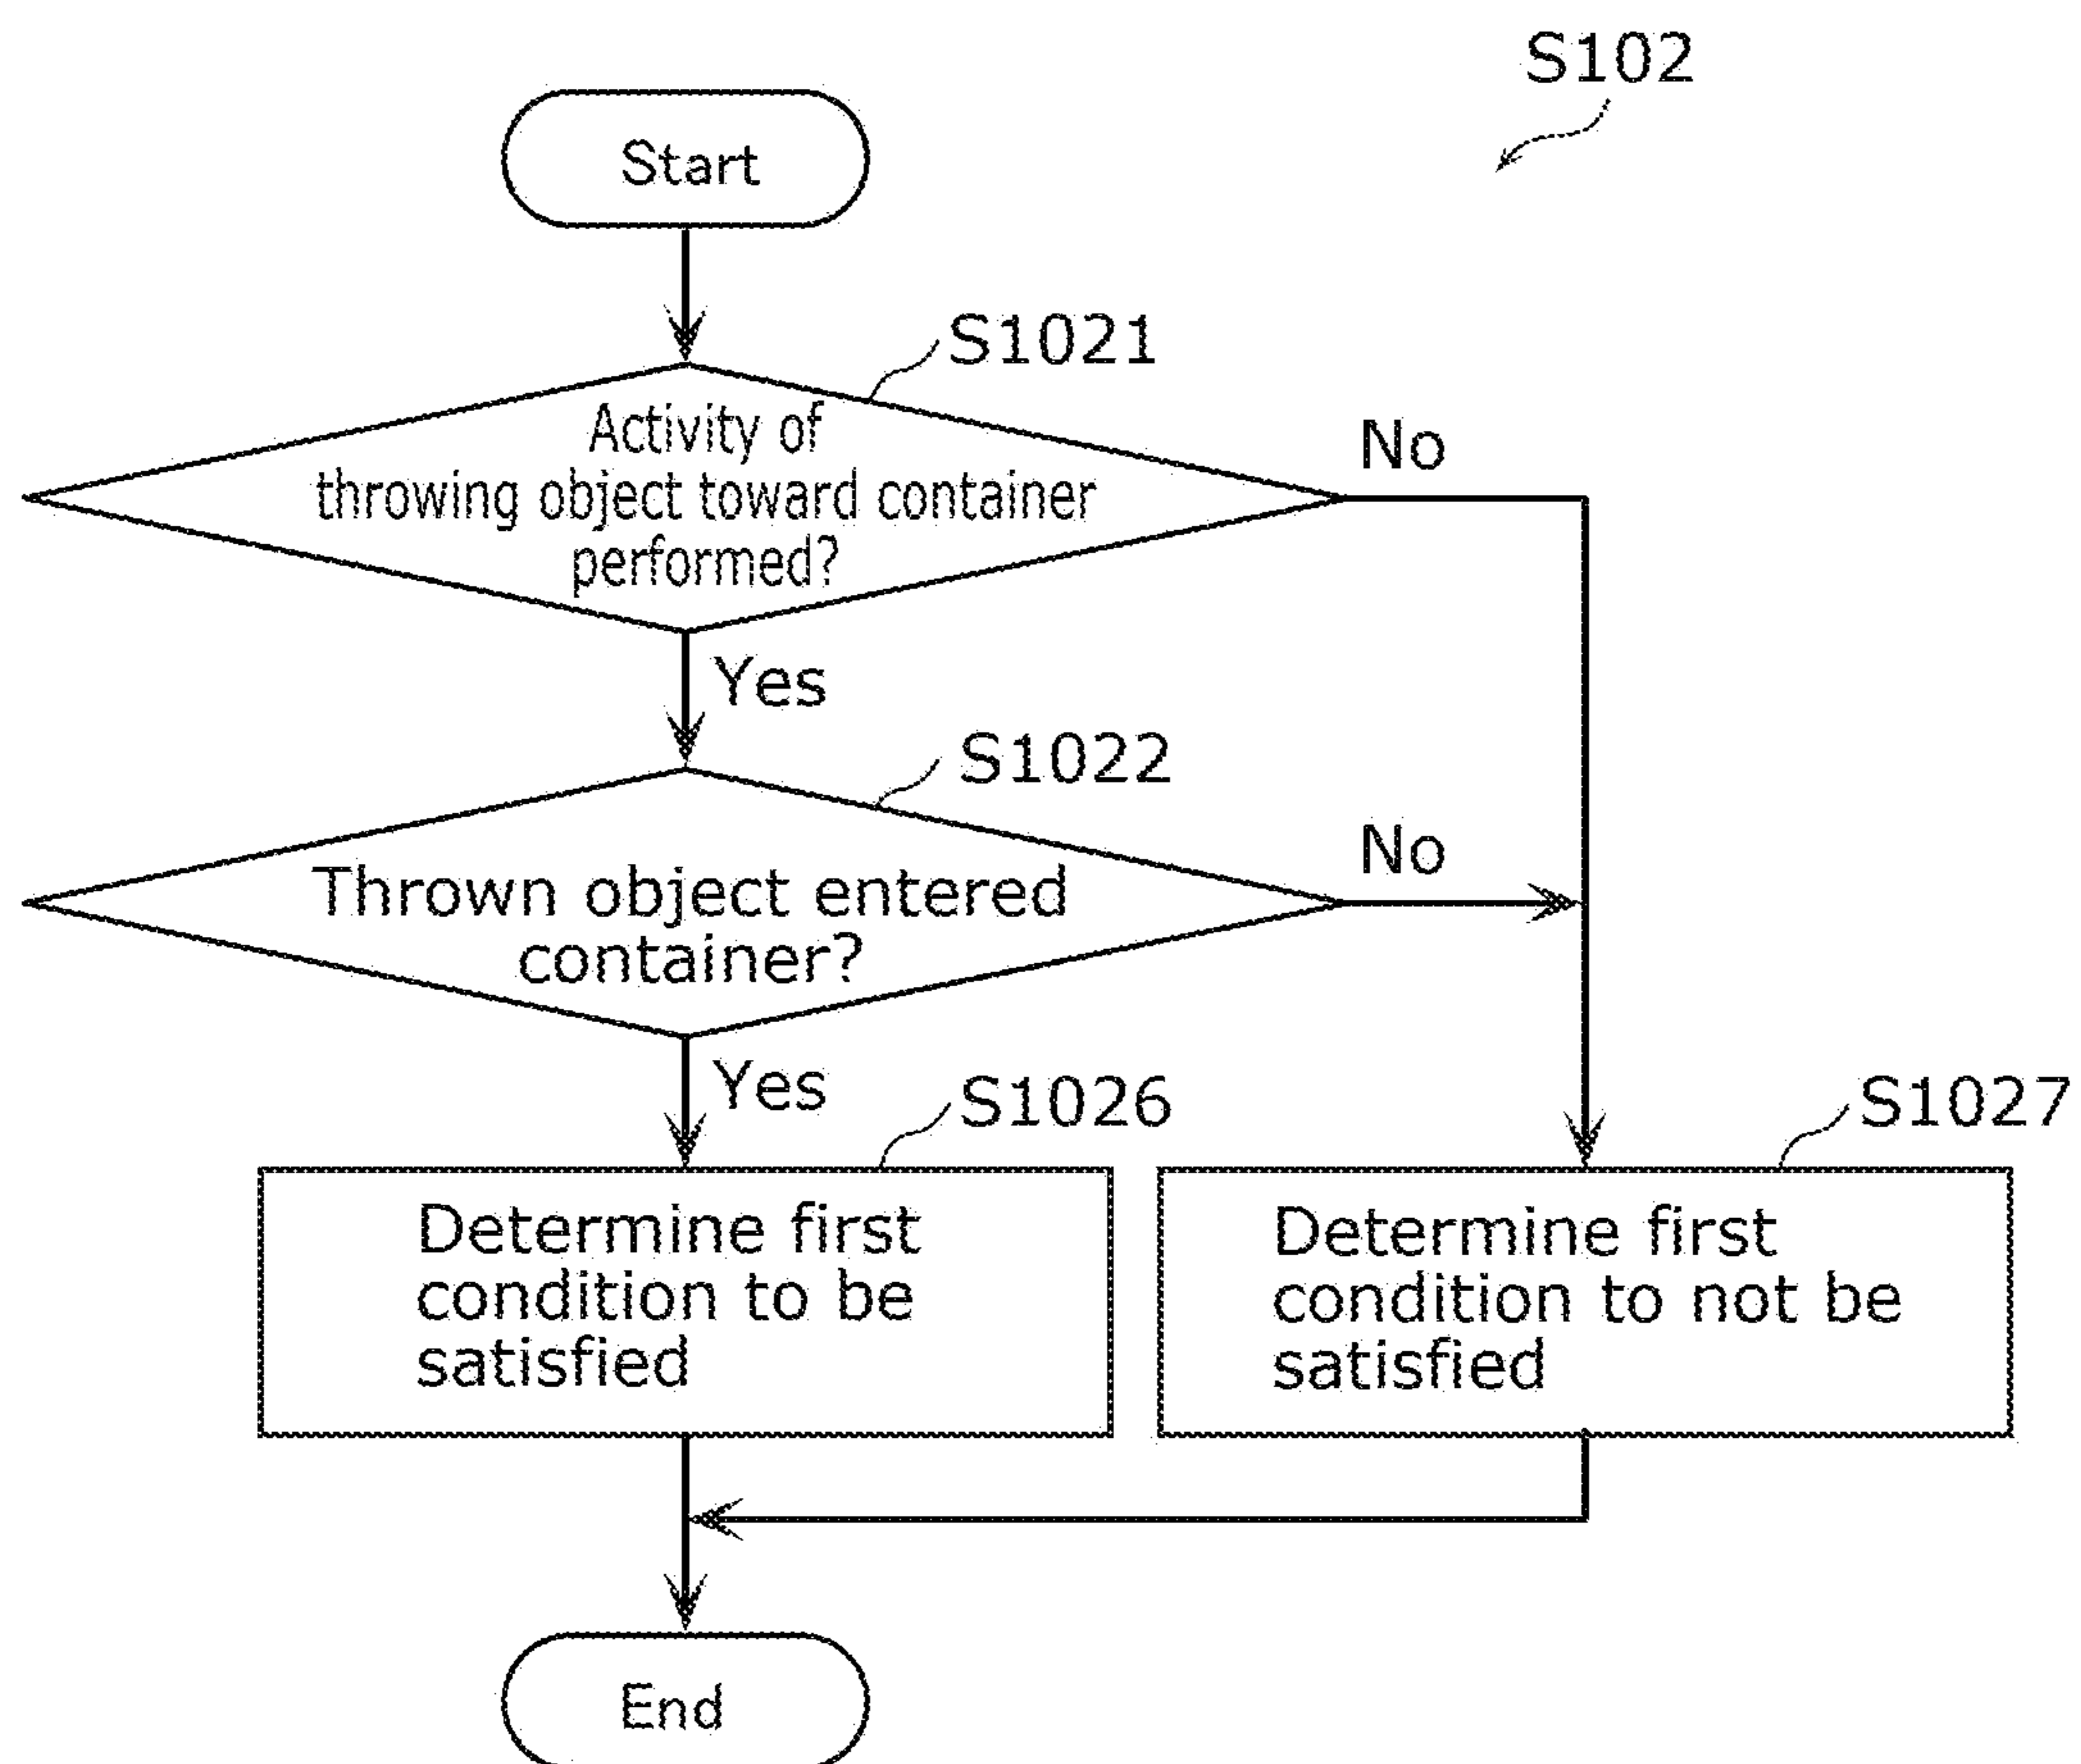 S102
Start
S1021
Activity of
throwing object toward container
performed?
No
Yes
S1022
Thrown object entered
container?
No
Yes
S1026
S1027
Determine first
condition to be
satisfied
Determine first
condition to not be
satisfied
End